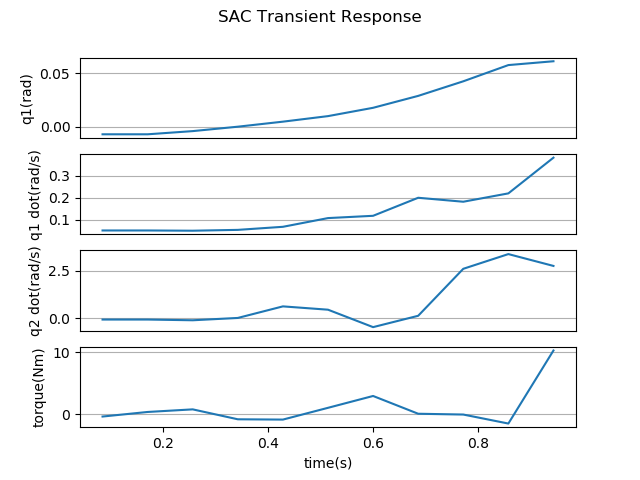 SAC Transient Response
0.05
0.00
q1(rad)
0.3
0.2
0.1
q1 dot(rad/s)
2.5
0.0
q2 dot(rad/s)
10
0
torque(Nm)
0.2 0.4 0.6 0.8
time(s)